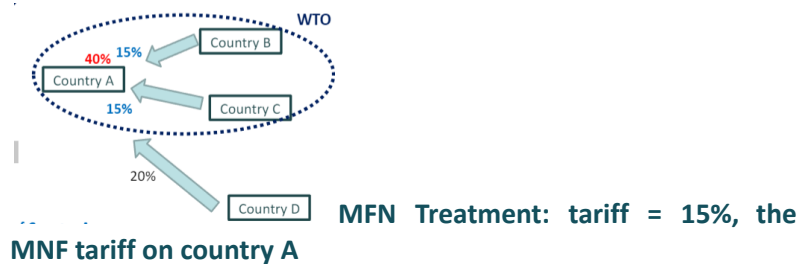 WTO
Country B
40% 15%
Country A
15%
Country C
20%
Country D
MFN Treatment: tariff = 15%, the
MNF tariff on country A